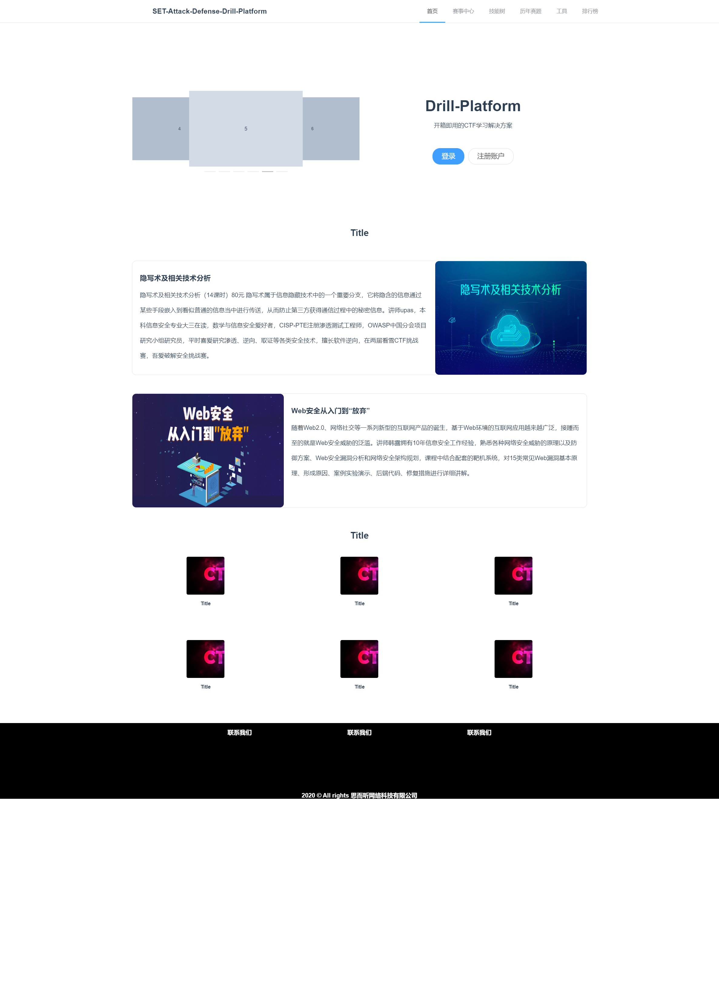 SET-Attack-Defense-Drill-Platform
首页 赛事中心 技能树 历年真题 工具 排行榜
4
5
6
Drill-Platform
开箱即用的CTF学习解决方案
登录 注册账户
Title
隐写术及相关技术分析
隐写术及相关技术分析（14课时）80元 隐写术属于信息隐藏技术中的一个重要分支，它将隐含的信息通过
某些手段嵌入到看似普通的信息当中进行传送，从而防止第三方获得通信过程中的秘密信息。讲师upas，本
科信息安全专业大三在读，数学与信息安全爱好者，CISP-PTE注册渗透测试工程师，OWASP中国分会项目
研究小组研究员，平时喜爱研究渗透、逆向、取证等各类安全技术，擅长软件逆向，在两届看雪CTF挑战
赛，吾爱破解安全挑战赛。
隐写术及相关技术分析
Web安全
从入门到"放弃"
Web安全从入门到“放弃”
随着Web2.0、网络社交等一系列新型的互联网产品的诞生，基于Web环境的互联网应用越来越广泛，接踵而
至的就是Web安全威胁的泛滥。讲师韩露拥有10年信息安全工作经验，熟悉各种网络安全威胁的原理以及防
御方案、Web安全漏洞分析和网络安全架构规划，课程中结合配套的靶机系统，对15类常见Web漏洞基本原
理、形成原因、案例实验演示、后端代码、修复措施进行详细讲解。
Title
CT
CT
CT
Title
Title
Title
CT
CT
CT
Title
Title
Title
联系我们
联系我们
联系我们
2020 © All rights 思而听网络科技有限公司